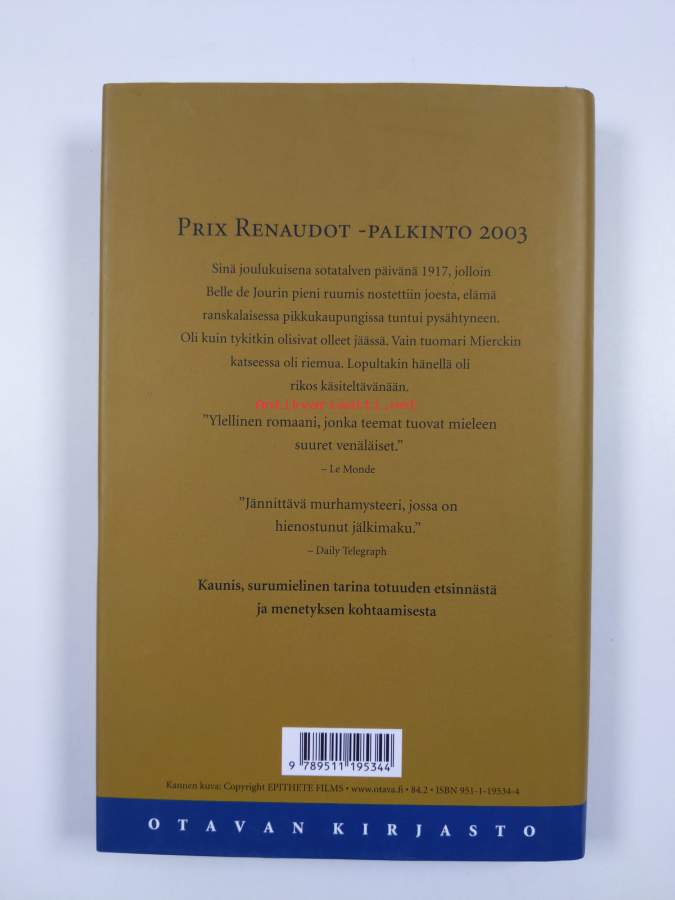 PRIX RENAUDOT -PALKINTO 2003
Sinä joulukuisena sotatalven päivänä 1917, jolloin
Belle de Jourin pieni ruumis nostettiin joesta, elämä
ranskalaisessa pikkukaupungissa tuntui pysähtyneen.
Oli kuin tykitkin olisivat olleet jäässä. Vain tuomari Mierckin
katseessa oli riemua. Lopultakin hänellä oli
rikos käsiteltävänään.
antikvariaatti.net
”Ylellinen romaani, jonka teemat tuovat mieleen
suuret venäläiset.”
– Le Monde
”Jännittävä murhamysteeri, jossa on
hienostunut jälkimaku.”
– Daily Telegraph
Kaunis, surumielinen tarina totuuden etsinnästä
ja menetyksen kohtaamisesta
9 789511 195344
Kannen kuva: Copyright EPITHETE FILMS • www.otava.fi • 84.2 • ISBN 951-1-19534-4
OTAVAN KIRJASTO